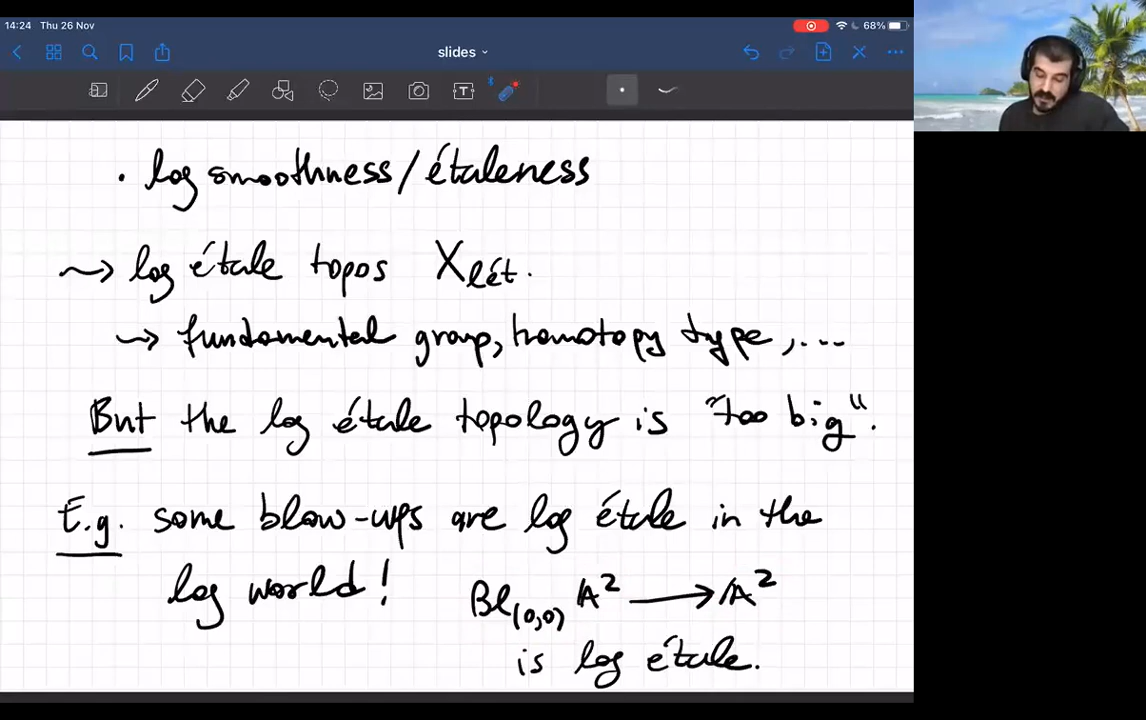 14:24 Thu 26 Nov
68%
slides
· log smoothness/étaleness
⇝ log étale topos X_lét.
⇝ fundamental group, homotopy type, ...
But the log étale topology is "too big".
E.g. some blow-ups are log étale in the
log world! Bl_(0,0) 𝔸² → 𝔸²
is log étale.